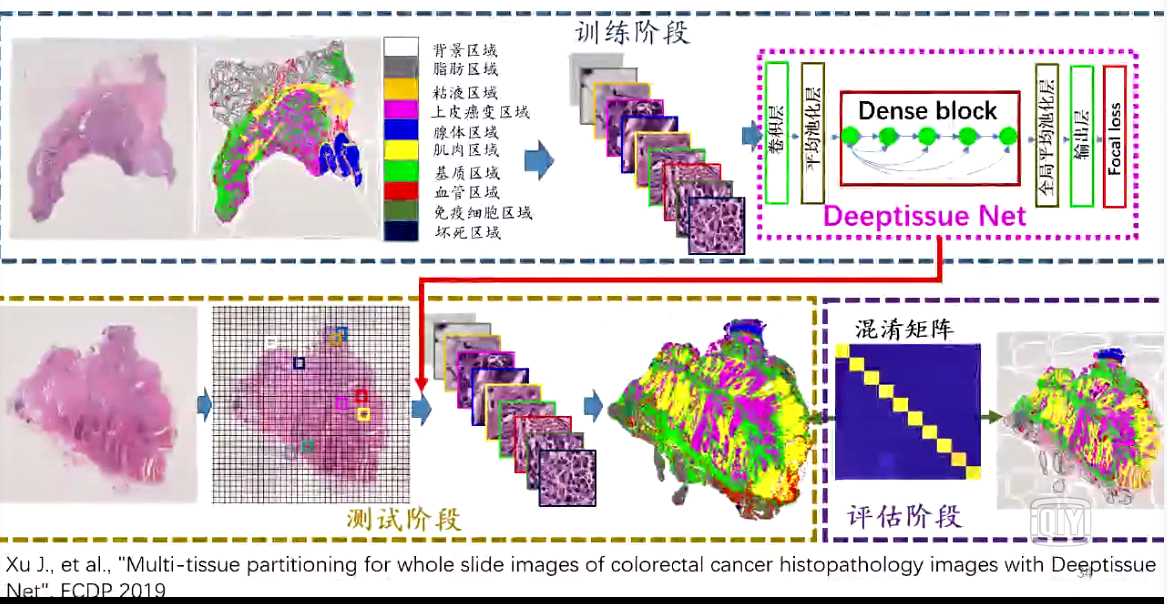 训练阶段
背景区域
脂肪区域
粘液区域
上皮癌变区域
腺体区域
肌肉区域
基质区域
血管区域
免疫细胞区域
坏死区域
卷积层
平均池化层
Dense block
全局平均池化层
输出层
Focal loss
Deeptissue Net
测试阶段
混淆矩阵
评估阶段
QIY
34
Xu J., et al., "Multi-tissue partitioning for whole slide images of colorectal cancer histopathology images with Deeptissue
Net", ECDP 2019